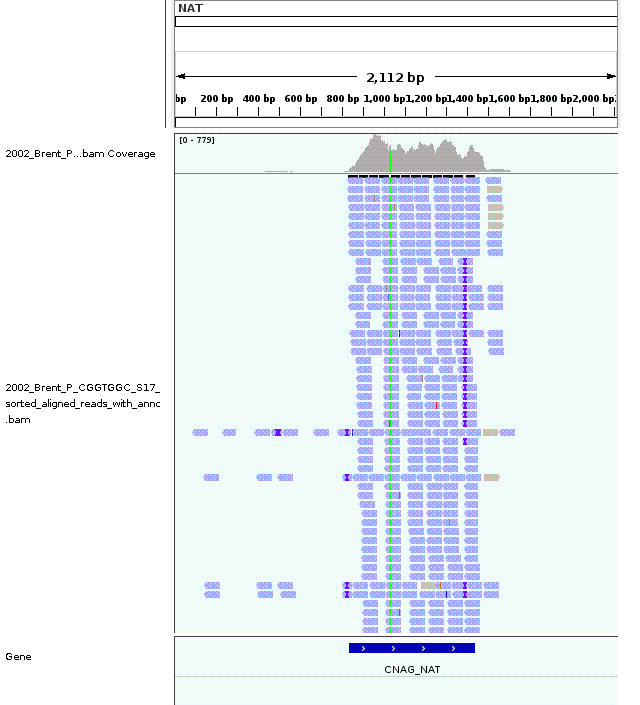 NAT
2,112 bp
bp 200 bp 400 bp 600 bp 800 bp 1,000 bp 1,200 bp 1,400 bp 1,600 bp 1,800 bp 2,000 bp
[0 - 779]
2002_Brent_P...bam Coverage
2002_Brent_P_CGGTGGC_S17_
sorted_aligned_reads_with_annc
.bam
Gene
CNAG_NAT